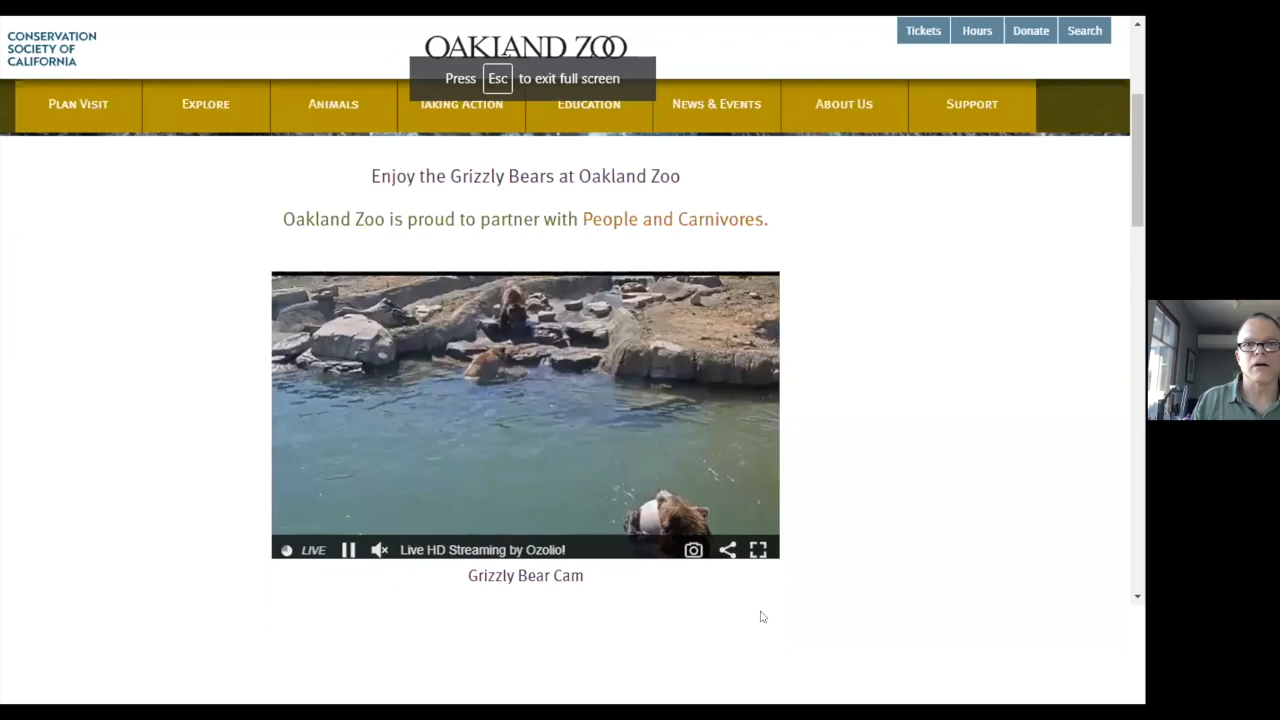 CONSERVATION
SOCIETY OF
CALIFORNIA
OAKLAND ZOO
Tickets
Hours
Donate
Search
Press Esc to exit full screen
PLAN VISIT
EXPLORE
ANIMALS
TAKING ACTION
EDUCATION
NEWS & EVENTS
ABOUT US
SUPPORT
Enjoy the Grizzly Bears at Oakland Zoo
Oakland Zoo is proud to partner with People and Carnivores.
LIVE
Live HD Streaming by Ozolio!
Grizzly Bear Cam